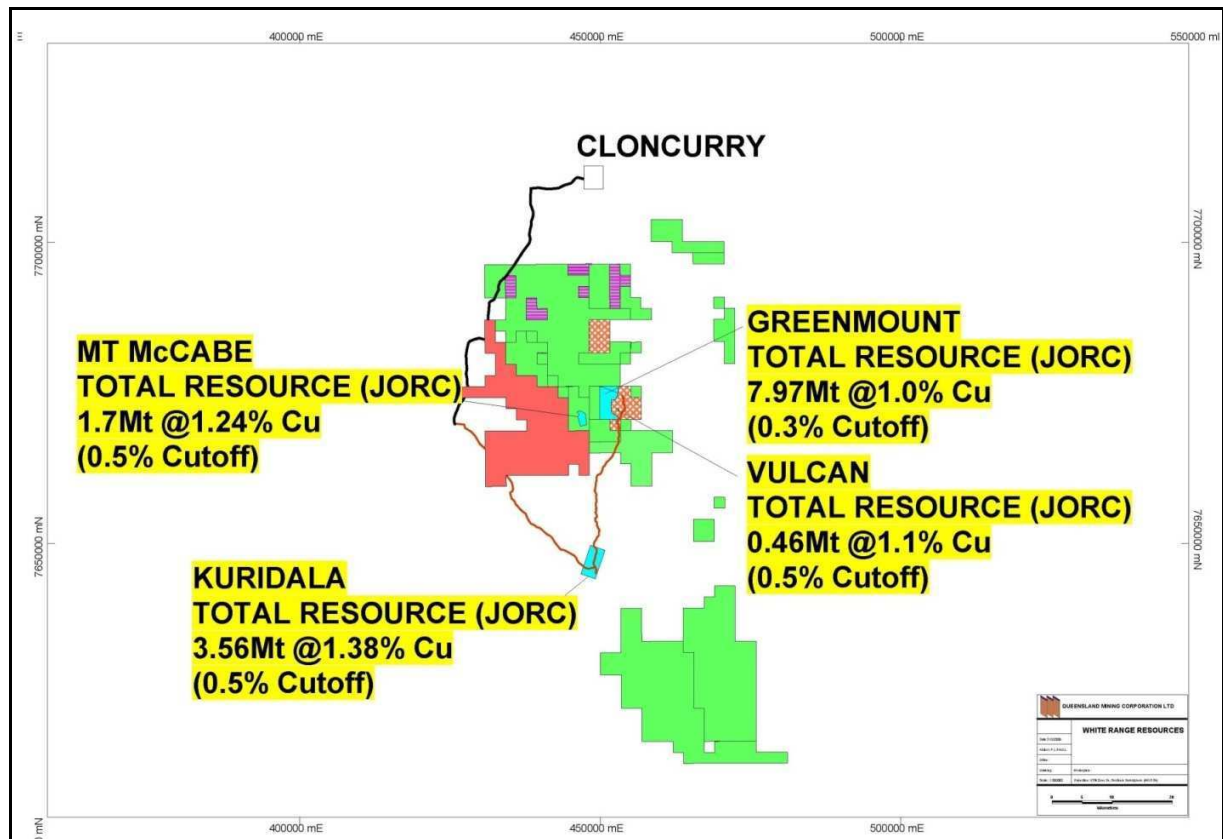 400000 mE
450000 mE
500000 mE
550000 ml
CLONCURRY
7700000 mN
7700000 mN
GREENMOUNT
TOTAL RESOURCE (JORC)
7.97Mt @1.0% Cu
(0.3% Cutoff)
MT McCABE
TOTAL RESOURCE (JORC)
1.7Mt @1.24% Cu
(0.5% Cutoff)
VULCAN
TOTAL RESOURCE (JORC)
0.46Mt @1.1% Cu
(0.5% Cutoff)
7650000 mN
7650000 mN
KURIDALA
TOTAL RESOURCE (JORC)
3.56Mt @1.38% Cu
(0.5% Cutoff)
QUEENSLAND MINING CORPORATION LTD
WHITE RANGE RESOURCES
kilometres
400000 mE
450000 mE
500000 mE